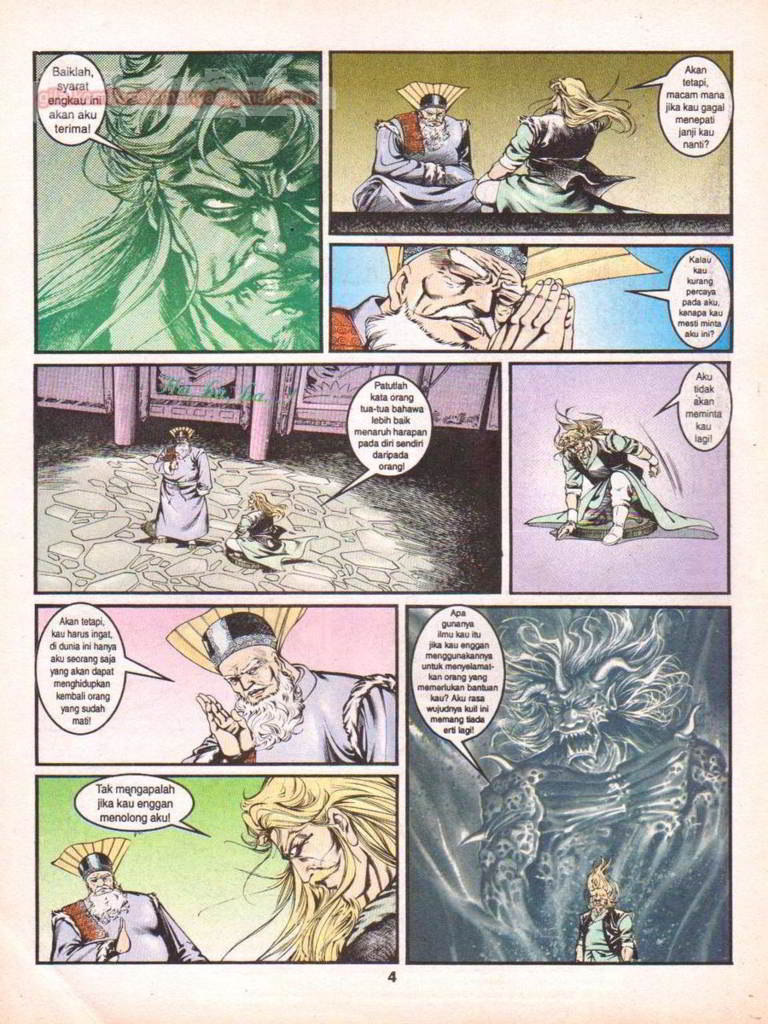 Baiklah,
syarat
engkau ini
akan aku
terima!
Akan
tetapi,
macam mana
jika kau gagal
menepati
janji kau
nanti?
Kalau
kau
kurang
percaya
pada aku,
kenapa kau
mesti minta
aku ini?
Ha ha ha
Patutlah
kata orang
tua-tua bahawa
lebih baik
menaruh harapan
pada diri sendiri
daripada
orang!
Aku
tidak
akan
meminta
kau
lagi!
Akan tetapi,
kau harus ingat,
di dunia ini hanya
aku seorang saja
yang akan dapat
menghidupkan
kembali orang
yang sudah
mati!
Apa
gunanya
ilmu kau itu
jika kau enggan
menggunakannya
untuk menyelamat-
kan orang yang
memerlukan bantuan
kau? Aku rasa
wujudnya kuil ini
memang tiada
erti lagi!
Tak mengapalah
jika kau enggan
menolong aku!
4